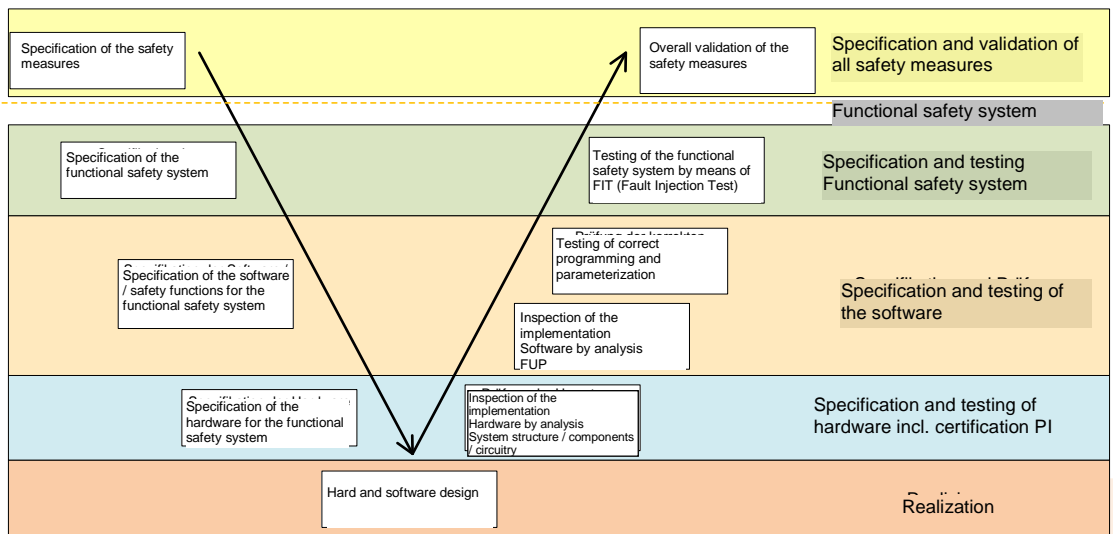 Specification of the safety
measures
Overall validation of the
safety measures
Specification and validation of
all safety measures
Functional safety system
Specification of the
functional safety system
Testing of the functional
safety system by means of
FIT (Fault Injection Test)
Specification and testing
Functional safety system
Testing of correct
programming and
parameterization
Specification of the software
/ safety functions for the
functional safety system
Specification and testing of
the software
Inspection of the
implementation
Software by analysis
FUP
Specification of the
hardware for the functional
safety system
Inspection of the
implementation
Hardware by analysis
System structure / components
/ circuitry
Specification and testing of
hardware incl. certification PI
Hard and software design
Realization